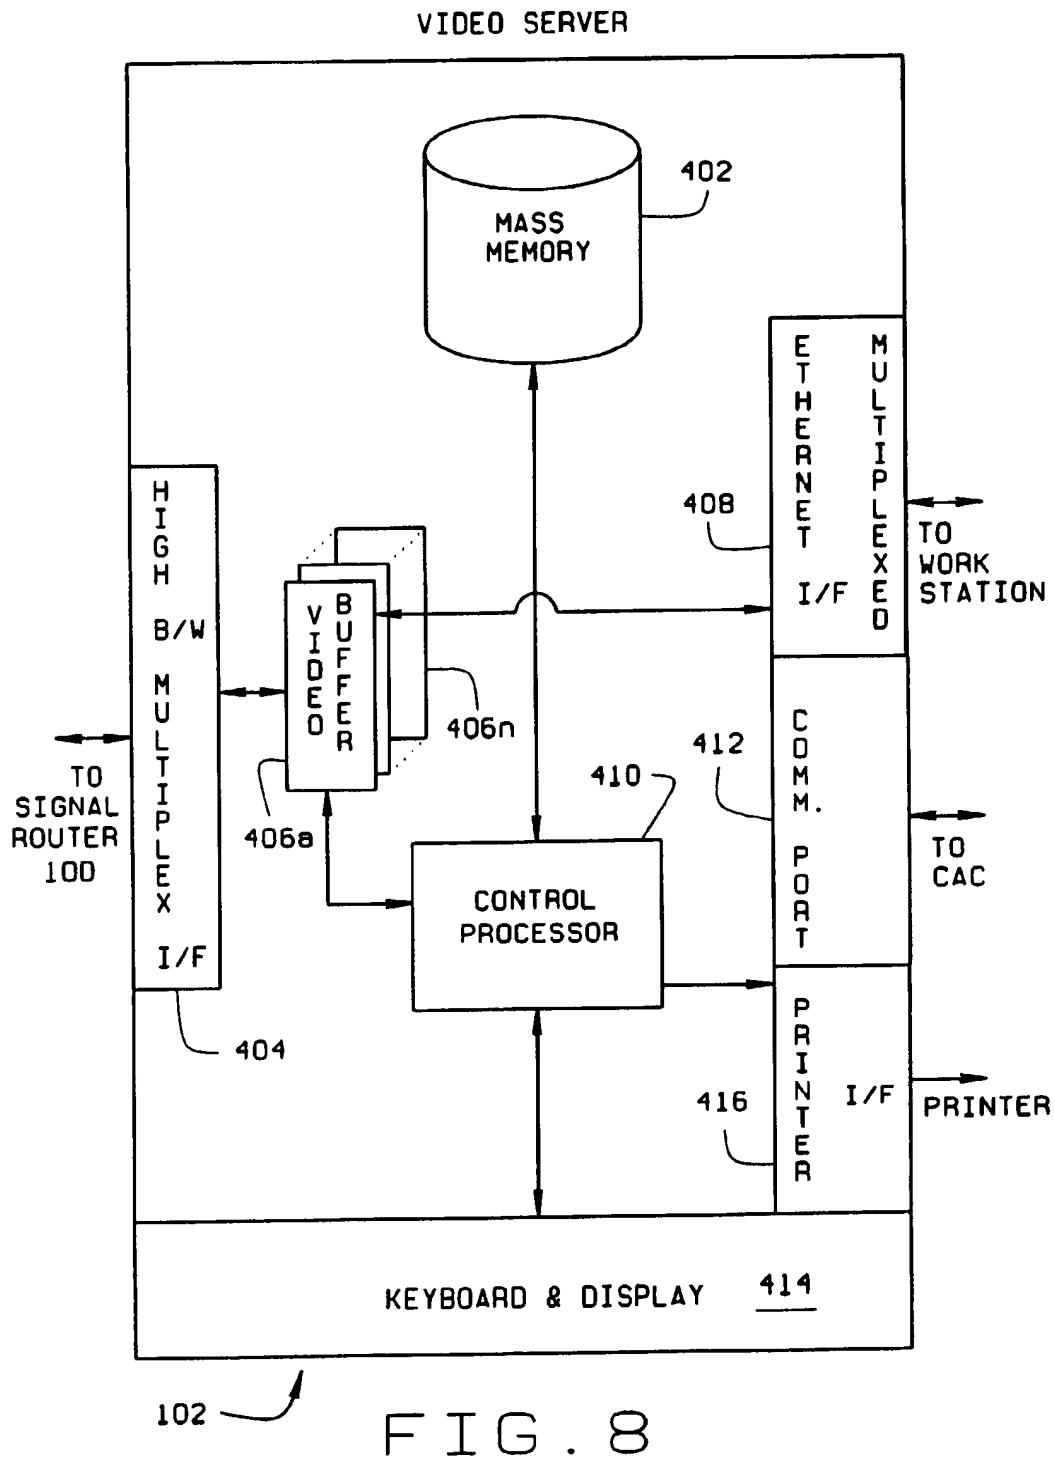 VIDEO SERVER
MASS
MEMORY
402
ETHERNET I/F
MULTIPLEXED
408
TO
WORK
STATION
HIGH B/W MULTIPLEX I/F
VIDEO
BUFFER
406n
406a
TO
SIGNAL
ROUTER
100
404
410
CONTROL
PROCESSOR
412
COMM. PORT
TO
CAC
416
PRINTER
I/F
PRINTER
KEYBOARD & DISPLAY 414
102
FIG. 8